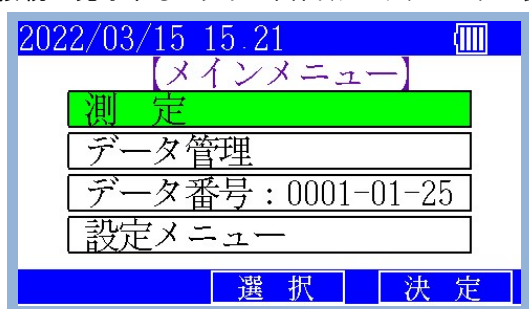 2022/03/15 15.21
【メインメニュー】
測 定
データ管理
データ番号：0001-01-25
設定メニュー
選 択 決 定